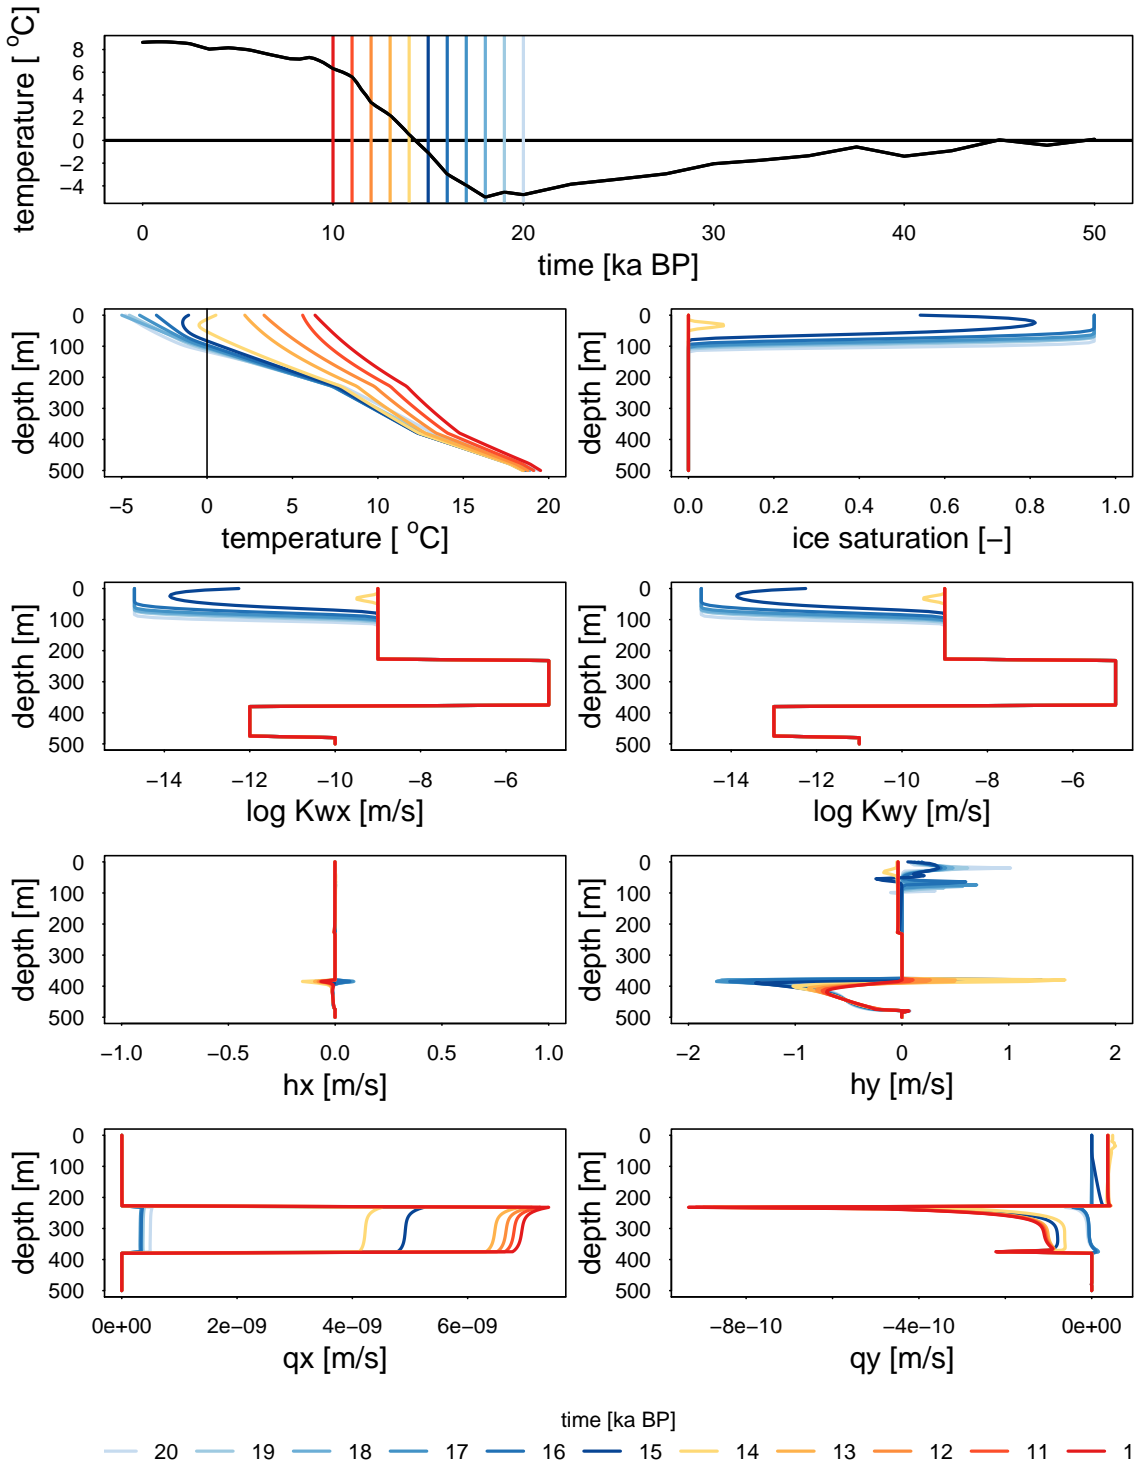 temperature [ °C]
8
6
4
2
0
−2
−4
0 10 20 30 40 50
time [ka BP]
depth [m]
0
100
200
300
400
500
−5 0 5 10 15 20
temperature [ °C]
depth [m]
0
100
200
300
400
500
0.0 0.2 0.4 0.6 0.8 1.0
ice saturation [−]
depth [m]
0
100
200
300
400
500
−14 −12 −10 −8 −6
log Kwx [m/s]
depth [m]
0
100
200
300
400
500
−14 −12 −10 −8 −6
log Kwy [m/s]
depth [m]
0
100
200
300
400
500
−1.0 −0.5 0.0 0.5 1.0
hx [m/s]
depth [m]
0
100
200
300
400
500
−2 −1 0 1 2
hy [m/s]
depth [m]
0
100
200
300
400
500
0e+00 2e−09 4e−09 6e−09
qx [m/s]
depth [m]
0
100
200
300
400
500
−8e−10 −4e−10 0e+00
qy [m/s]
time [ka BP]
20 19 18 17 16 15 14 13 12 11 1